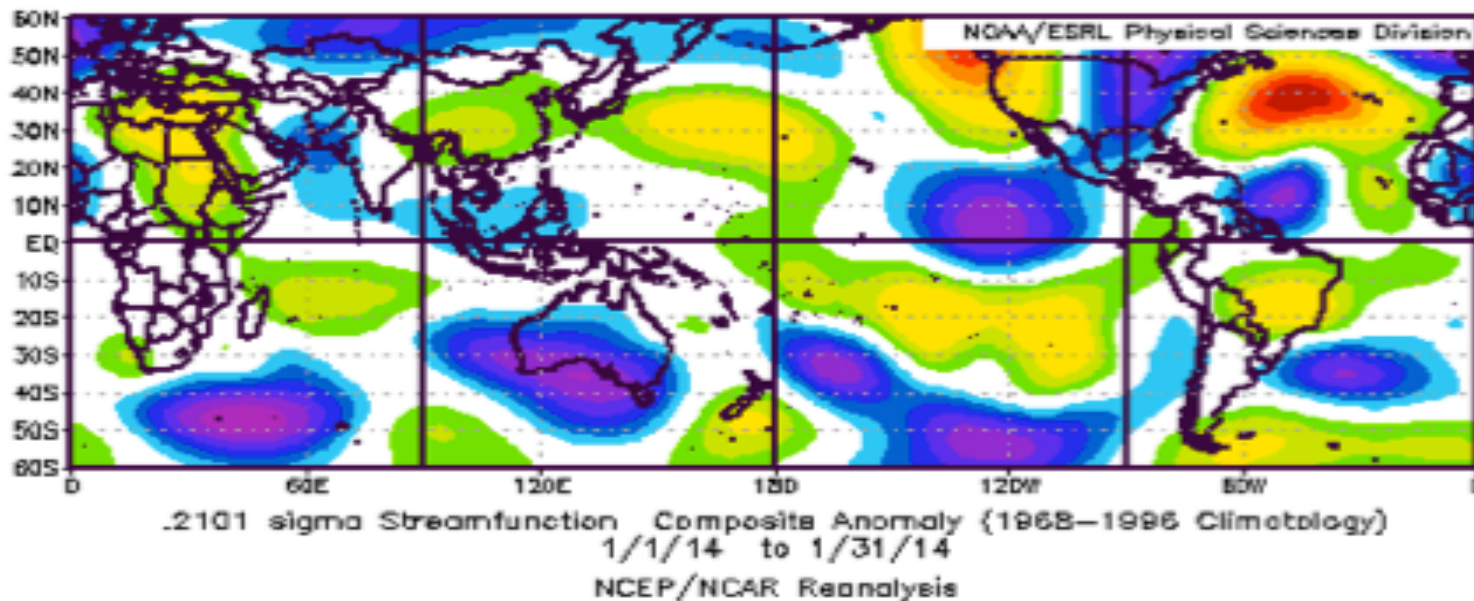 60N
NOAA/ESRL Physical Sciences Division
50N
40N
30N
20N
10N
EQ
10S
20S
30S
40S
50S
60S
0 60E 120E 180 120W 60W 0
.2101 sigma Streamfunction Composite Anomaly (1968-1996 Climatology)
1/1/14 to 1/31/14
NCEP/NCAR Reanalysis